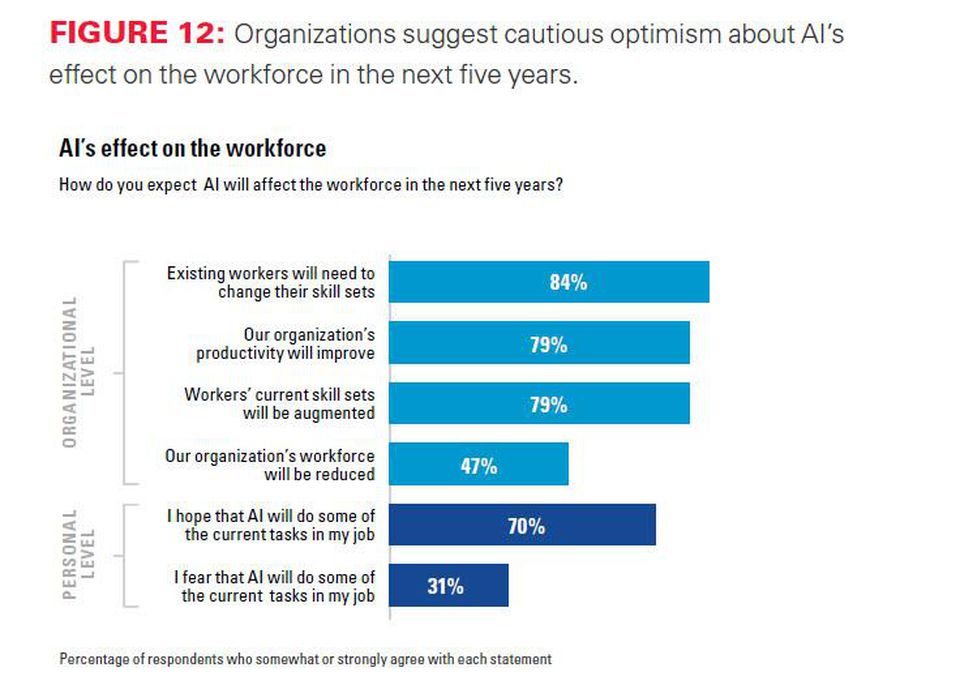 FIGURE 12: Organizations suggest cautious optimism about AI's
effect on the workforce in the next five years.
AI's effect on the workforce
How do you expect AI will affect the workforce in the next five years?
ORGANIZATIONAL
LEVEL
Existing workers will need to
change their skill sets
84%
Our organization's
productivity will improve
79%
Workers' current skill sets
will be augmented
79%
Our organization's workforce
will be reduced
47%
PERSONAL
LEVEL
I hope that AI will do some of
the current tasks in my job
70%
I fear that AI will do some of
the current tasks in my job
31%
Percentage of respondents who somewhat or strongly agree with each statement